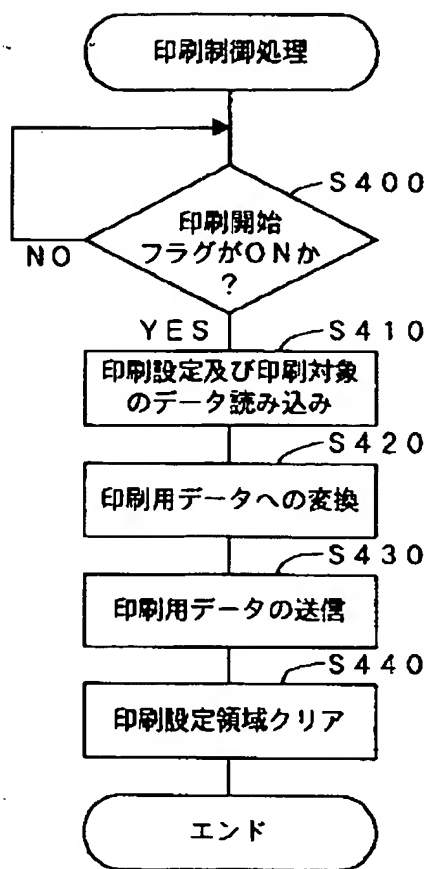 印刷制御処理
S400
印刷開始
フラグがONか
?
NO
YES
S410
印刷設定及び印刷対象
のデータ読み込み
S420
印刷用データへの変換
S430
印刷用データの送信
S440
印刷設定領域クリア
エンド